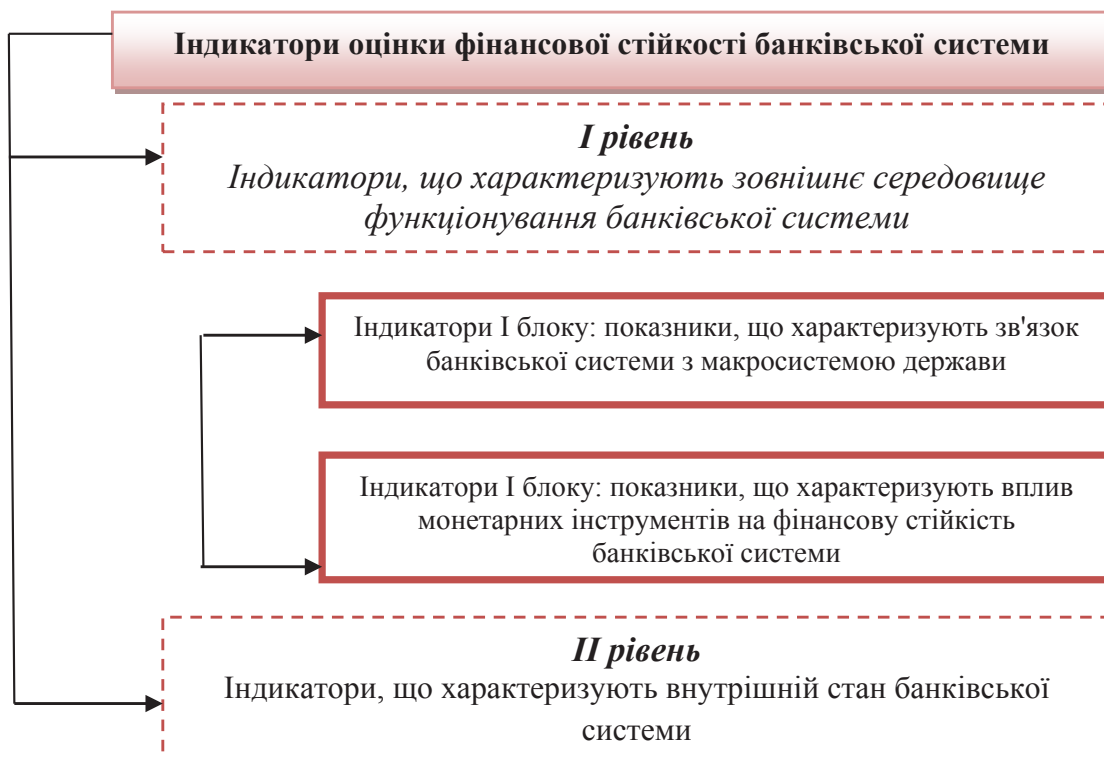 Індикатори оцінки фінансової стійкості банківської системи
І рівень
Індикатори, що характеризують зовнішнє середовище
функціонування банківської системи
Індикатори І блоку: показники, що характеризують зв'язок
банківської системи з макросистемою держави
Індикатори І блоку: показники, що характеризують вплив
монетарних інструментів на фінансову стійкість
банківської системи
ІІ рівень
Індикатори, що характеризують внутрішній стан банківської
системи